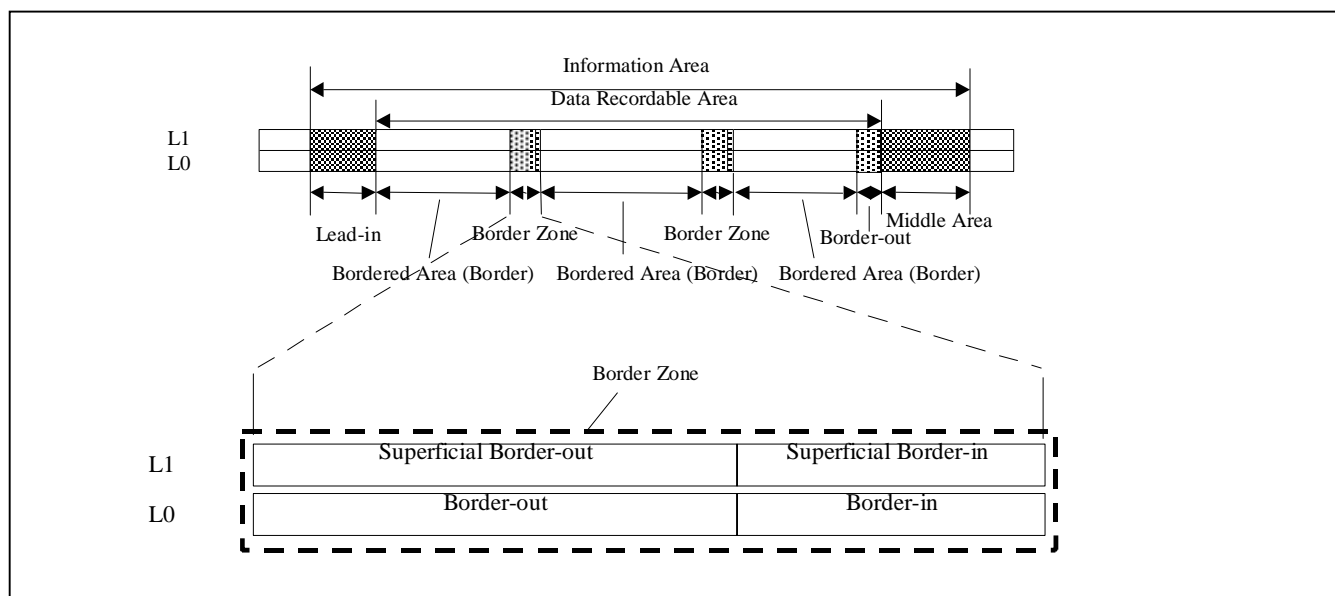 Information Area
Data Recordable Area
L1
L0
Lead-in
Border Zone
Border Zone
Border-out
Middle Area
Bordered Area (Border)
Bordered Area (Border)
Bordered Area (Border)
Border Zone
L1
Superficial Border-out
Superficial Border-in
L0
Border-out
Border-in